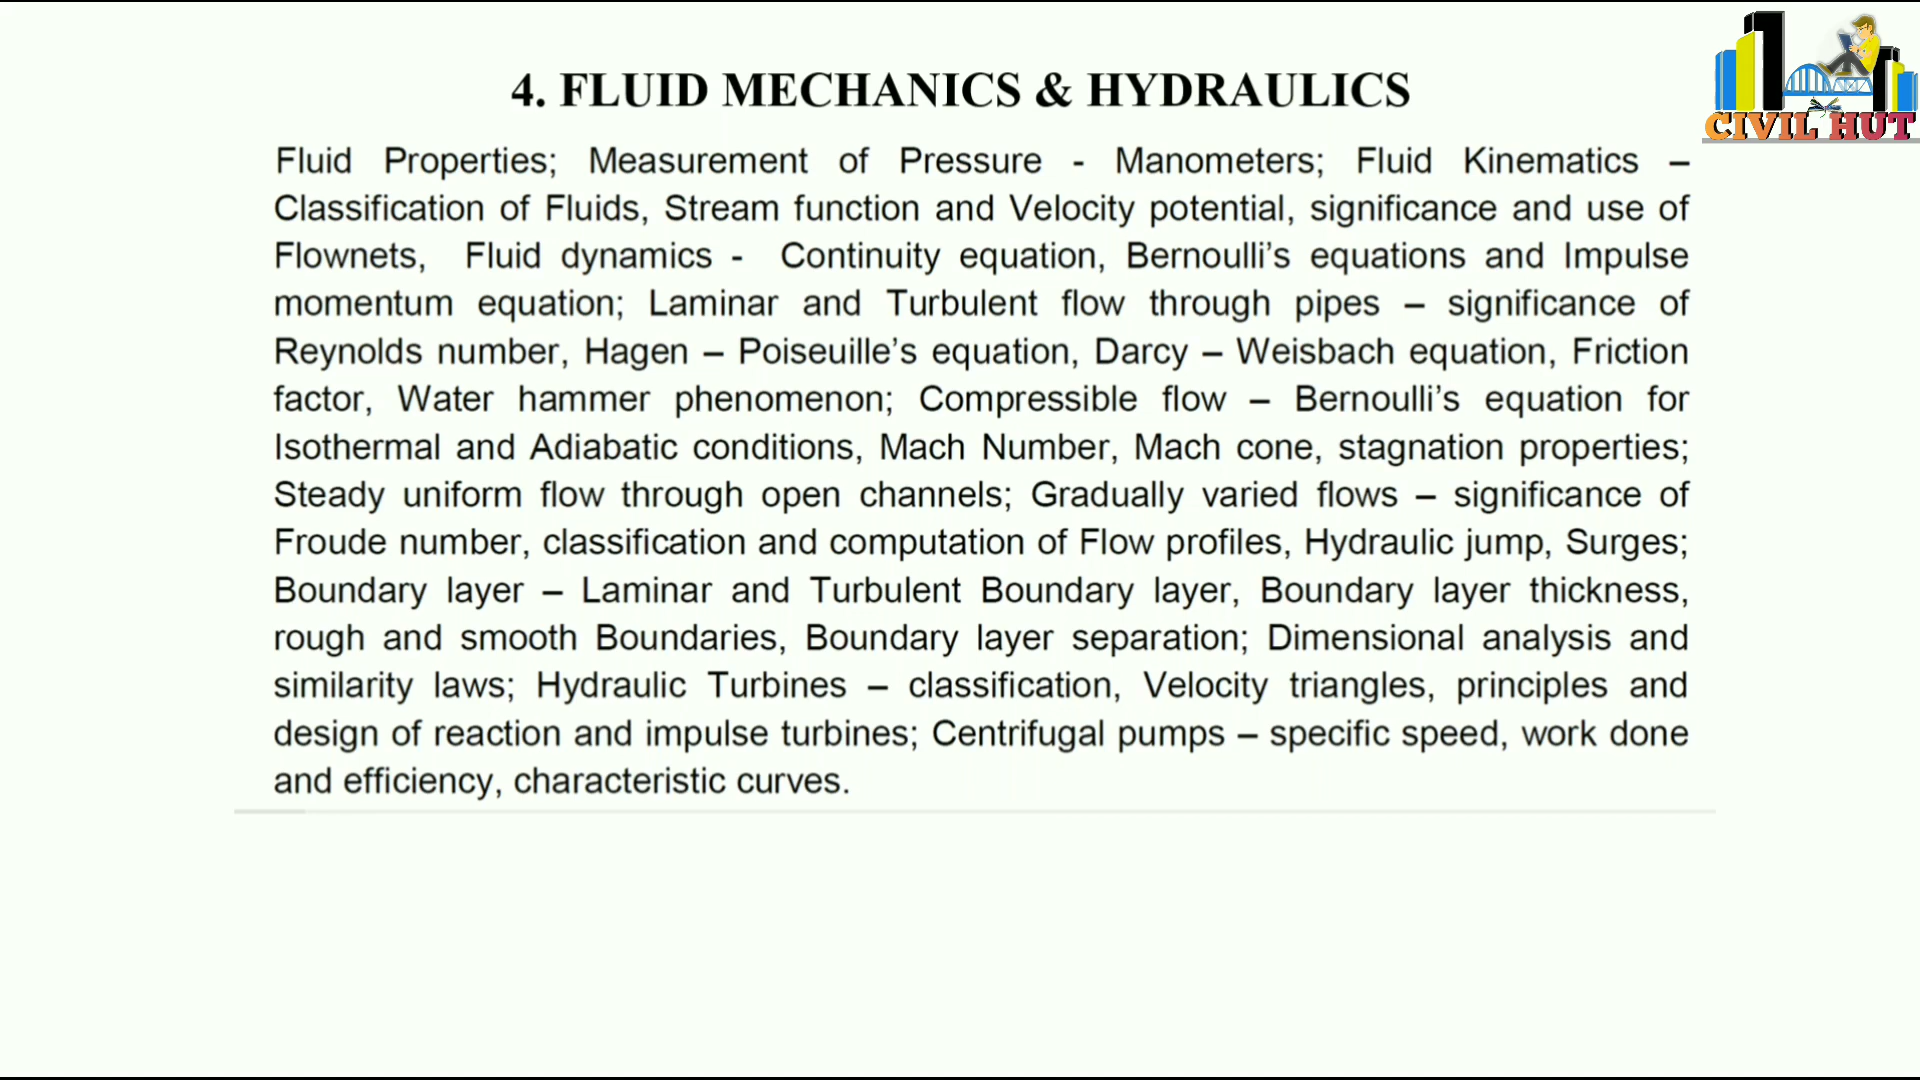 4. FLUID MECHANICS & HYDRAULICS
CIVIL HUT
Fluid Properties; Measurement of Pressure - Manometers; Fluid Kinematics –
Classification of Fluids, Stream function and Velocity potential, significance and use of
Flownets, Fluid dynamics - Continuity equation, Bernoulli’s equations and Impulse
momentum equation; Laminar and Turbulent flow through pipes – significance of
Reynolds number, Hagen – Poiseuille’s equation, Darcy – Weisbach equation, Friction
factor, Water hammer phenomenon; Compressible flow – Bernoulli’s equation for
Isothermal and Adiabatic conditions, Mach Number, Mach cone, stagnation properties;
Steady uniform flow through open channels; Gradually varied flows – significance of
Froude number, classification and computation of Flow profiles, Hydraulic jump, Surges;
Boundary layer – Laminar and Turbulent Boundary layer, Boundary layer thickness,
rough and smooth Boundaries, Boundary layer separation; Dimensional analysis and
similarity laws; Hydraulic Turbines – classification, Velocity triangles, principles and
design of reaction and impulse turbines; Centrifugal pumps – specific speed, work done
and efficiency, characteristic curves.